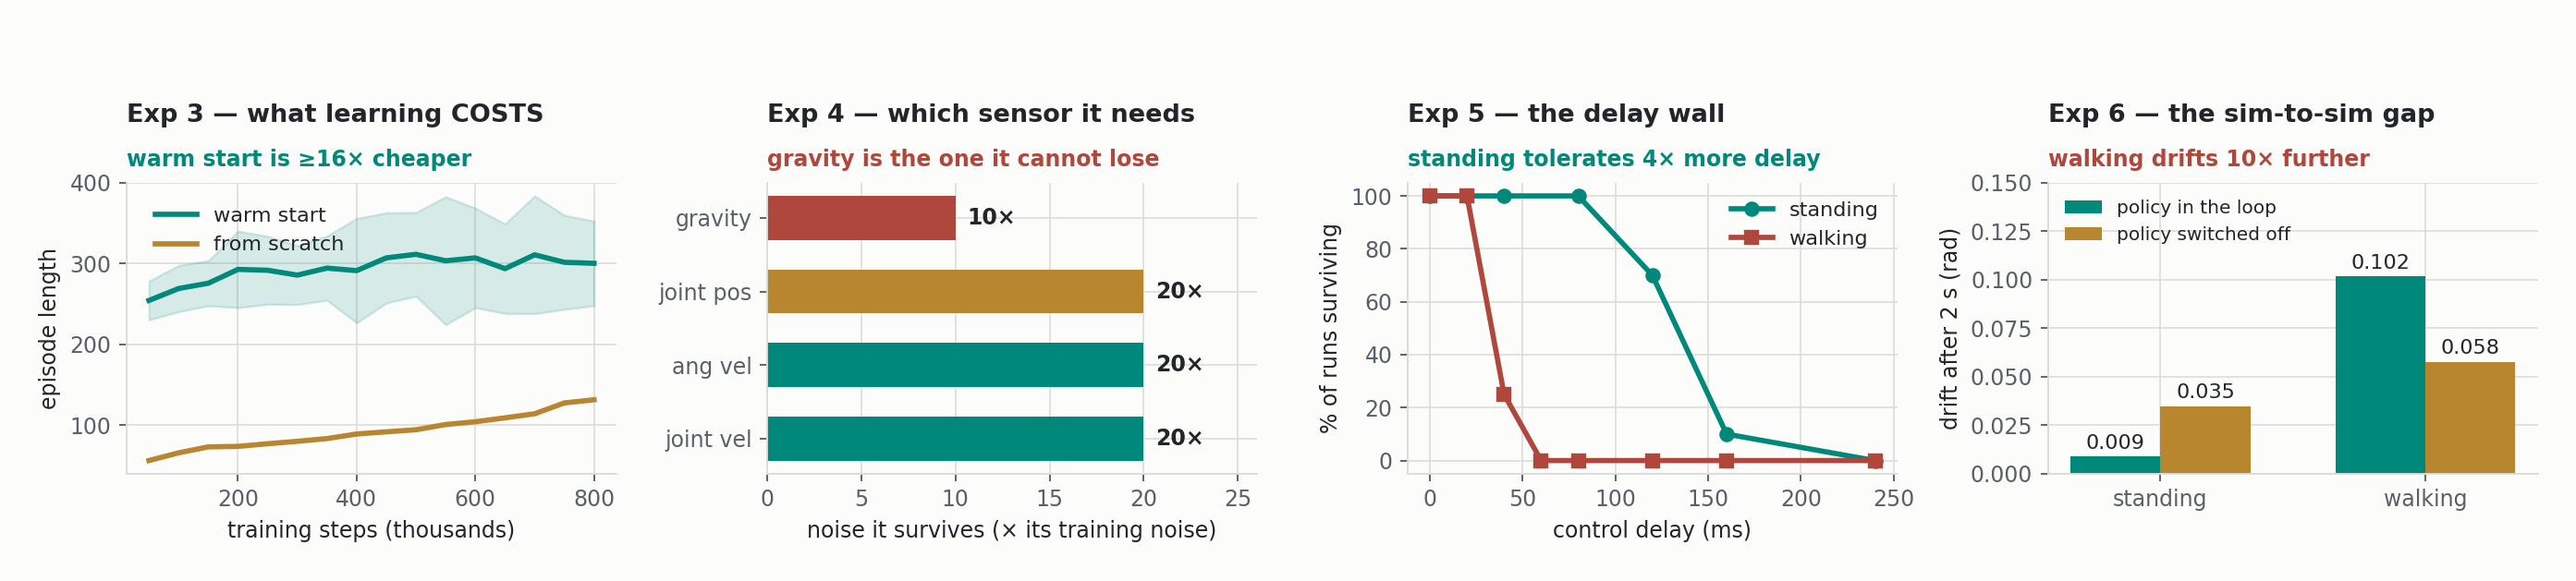 Exp 3 — what learning COSTS
warm start is ≥16× cheaper
400
300
200
100
episode length
warm start
from scratch
200
400
600
800
training steps (thousands)
Exp 4 — which sensor it needs
gravity is the one it cannot lose
gravity
joint pos
ang vel
joint vel
10×
20×
20×
20×
0
5
10
15
20
25
noise it survives (× its training noise)
Exp 5 — the delay wall
standing tolerates 4× more delay
100
80
60
40
20
0
% of runs surviving
standing
walking
0
50
100
150
200
250
control delay (ms)
Exp 6 — the sim-to-sim gap
walking drifts 10× further
0.150
0.125
0.100
0.075
0.050
0.025
0.000
drift after 2 s (rad)
policy in the loop
policy switched off
0.009
0.035
0.102
0.058
standing
walking